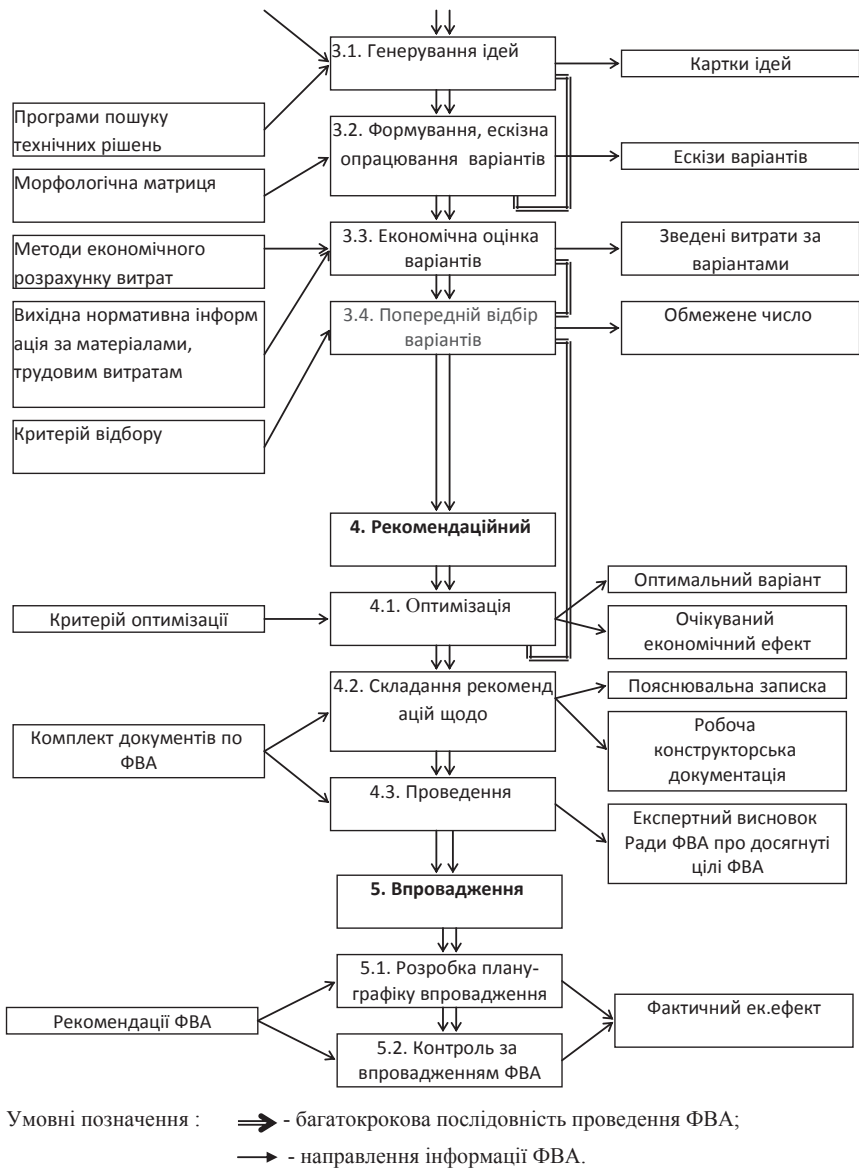 3.1. Генерування ідей
Картки ідей
Програми пошуку
технічних рішень
3.2. Формування, ескізна
опрацювання варіантів
Ескізи варіантів
Морфологічна матриця
Методи економічного
розрахунку витрат
3.3. Економічна оцінка
варіантів
Зведені витрати за
варіантами
Вихідна нормативна інформ
ація за матеріалами,
трудовим витратам
3.4. Попередній відбір
варіантів
Обмежене число
Критерій відбору
4. Рекомендаційний
Оптимальний варіант
Критерій оптимізації
4.1. Оптимізація
Очікуваний
економічний ефект
4.2. Складання рекоменд
ацій щодо
Пояснювальна записка
Комплект документів по
ФВА
Робоча
конструкторська
документація
4.3. Проведення
Експертний висновок
Ради ФВА про досягнуті
цілі ФВА
5. Впровадження
5.1. Розробка плану-
графіку впровадження
Рекомендації ФВА
Фактичний ек.ефект
5.2. Контроль за
впровадженням ФВА
Умовні позначення : - багатокрокова послідовність проведення ФВА;
- направлення інформації ФВА.